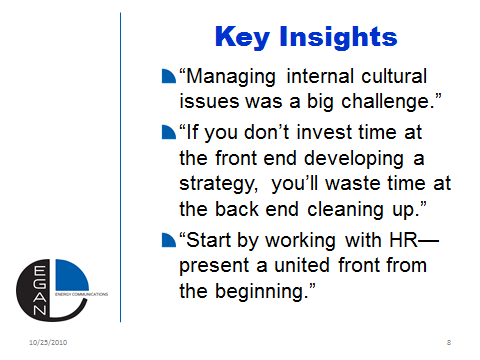 Key Insights
“Managing internal cultural
issues was a big challenge.”
“If you don’t invest time at
the front end developing a
strategy, you’ll waste time at
the back end cleaning up.”
“Start by working with HR—
present a united front from
the beginning.”
EGAN
ENERGY COMMUNICATIONS
10/25/2010
8